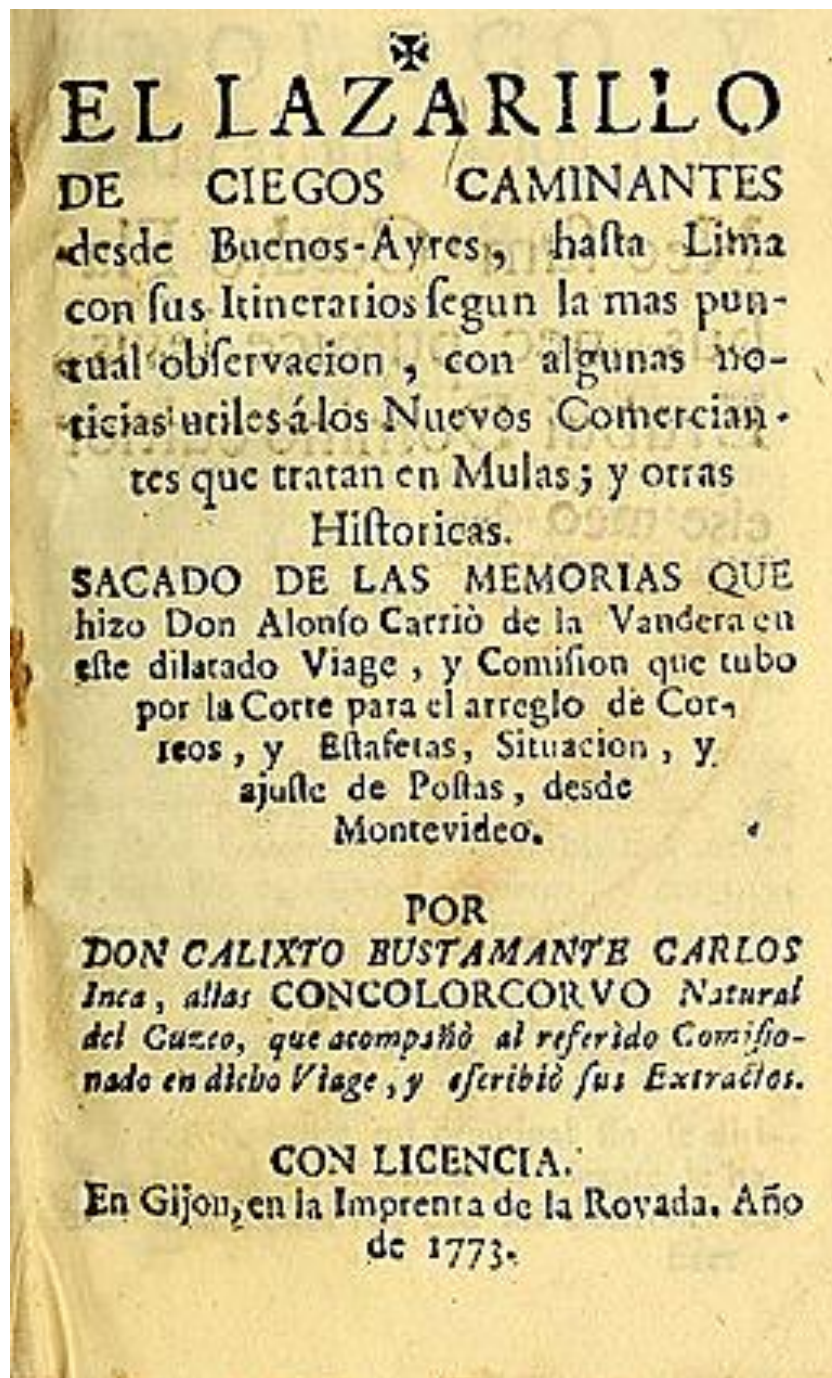 EL LAZARILLO
DE CIEGOS CAMINANTES
desde Buenos-Ayres, haſta Lima
con ſus Itinerarios ſegun la mas pun-
tual obſervacion, con algunas no-
ticias utiles á los Nuevos Comercian-
tes que tratan en Mulas; y otras
Hiſtoricas.
SACADO DE LAS MEMORIAS QUE
hizo Don Alonſo Carriò de la Vandera en
eſte dilatado Viage, y Comiſion que tubo
por la Corte para el arreglo de Cor-
reos, y Eſtafetas, Situacion, y
ajuſte de Poſtas, desde
Montevideo.
POR
DON CALIXTO BUSTAMANTE CARLOS
Inca, alias CONCOLORCORVO Natural
del Cuzco, que acompañò al referido Comiſio-
nado en dicho Viage, y eſcribiò ſus Extractos.
CON LICENCIA.
En Gijon, en la Imprenta de la Rovada. Año
de 1773.